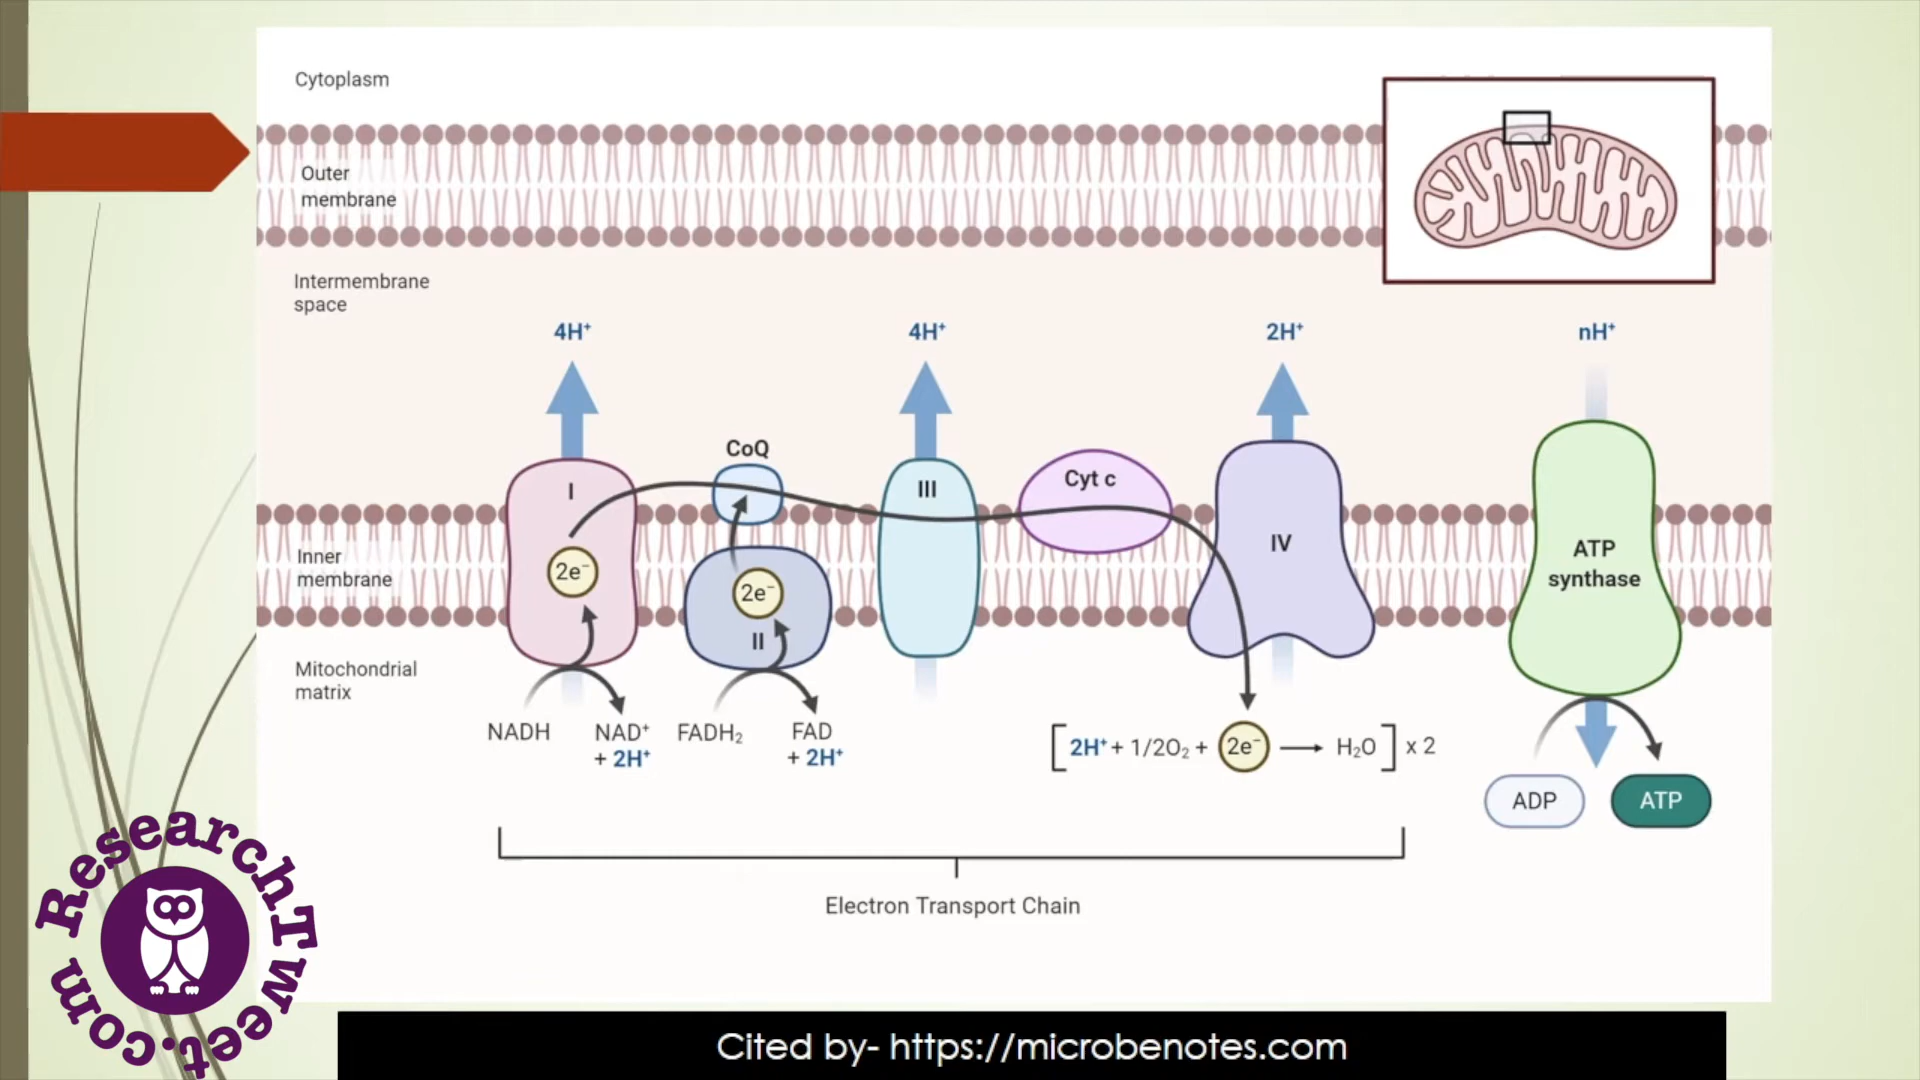 Cytoplasm
Outer
membrane
Intermembrane
space
4H⁺
4H⁺
2H⁺
nH⁺
CoQ
I
III
Cyt c
IV
ATP
synthase
Inner
membrane
2e⁻
2e⁻
II
Mitochondrial
matrix
NADH
NAD⁺
+ 2H⁺
FADH₂
FAD
+ 2H⁺
[2H⁺ + 1/2O₂ + 2e⁻ → H₂O] x 2
ADP
ATP
Electron Transport Chain
ResearchTweet.com
Cited by- https://microbenotes.com